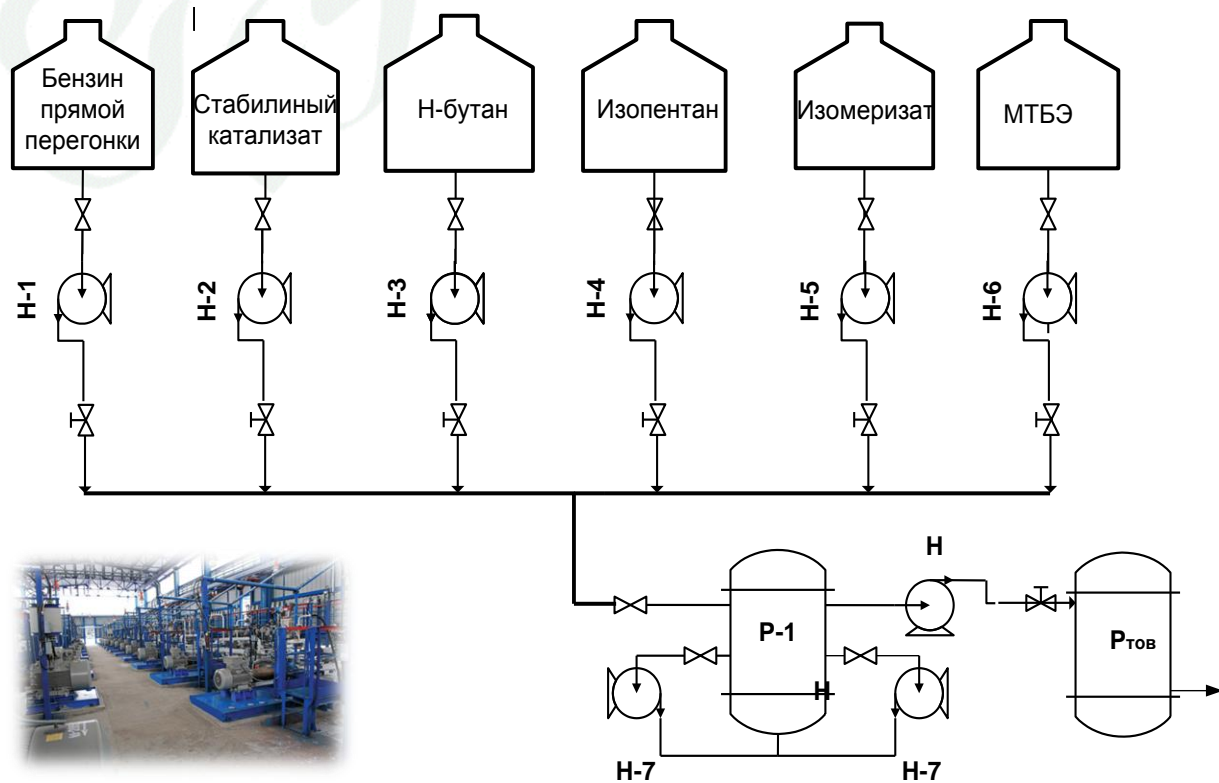 Бензин
прямой
перегонки
Стабилиный
катализат
Н-бутан
Изопентан
Изомеризат
МТБЭ
Н-1
Н-2
Н-3
Н-4
Н-5
Н-6
Н
Р-1
Ртов
Н
Н-7
Н-7